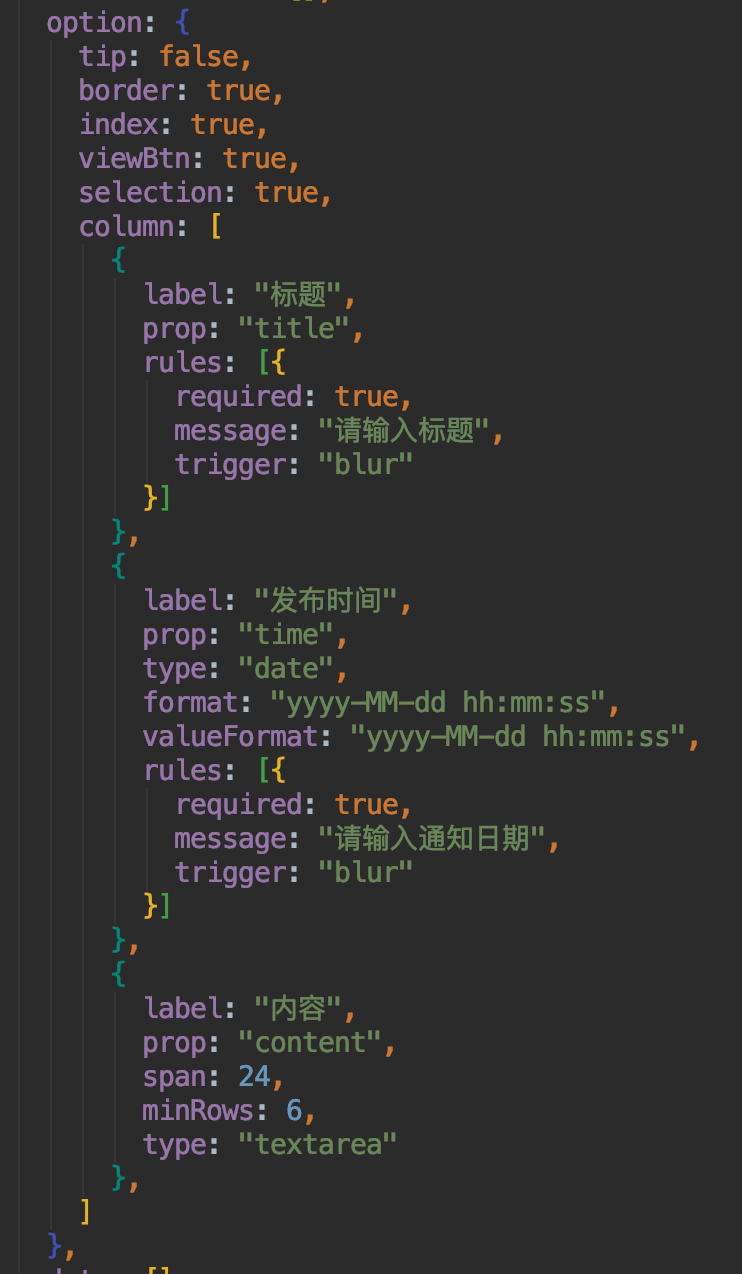 option: {
tip: false,
border: true,
index: true,
viewBtn: true,
selection: true,
column: [
{
label: "标题",
prop: "title",
rules: [{
required: true,
message: "请输入标题",
trigger: "blur"
}]
},
{
label: "发布时间",
prop: "time",
type: "date",
format: "yyyy-MM-dd hh:mm:ss",
valueFormat: "yyyy-MM-dd hh:mm:ss",
rules: [{
required: true,
message: "请输入通知日期",
trigger: "blur"
}]
},
{
label: "内容",
prop: "content",
span: 24,
minRows: 6,
type: "textarea"
},
]
},